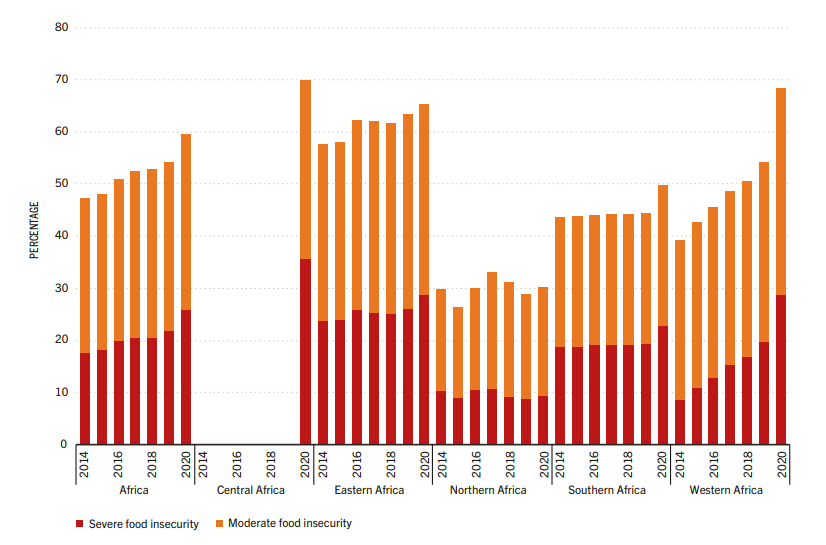 80
70
60
50
40
30
20
10
0
PERCENTAGE
2014 2016 2018 2020 2014 2016 2018 2020 2014 2016 2018 2020 2014 2016 2018 2020 2014 2016 2018 2020 2014 2016 2018 2020
Africa Central Africa Eastern Africa Northern Africa Southern Africa Western Africa
Severe food insecurity Moderate food insecurity